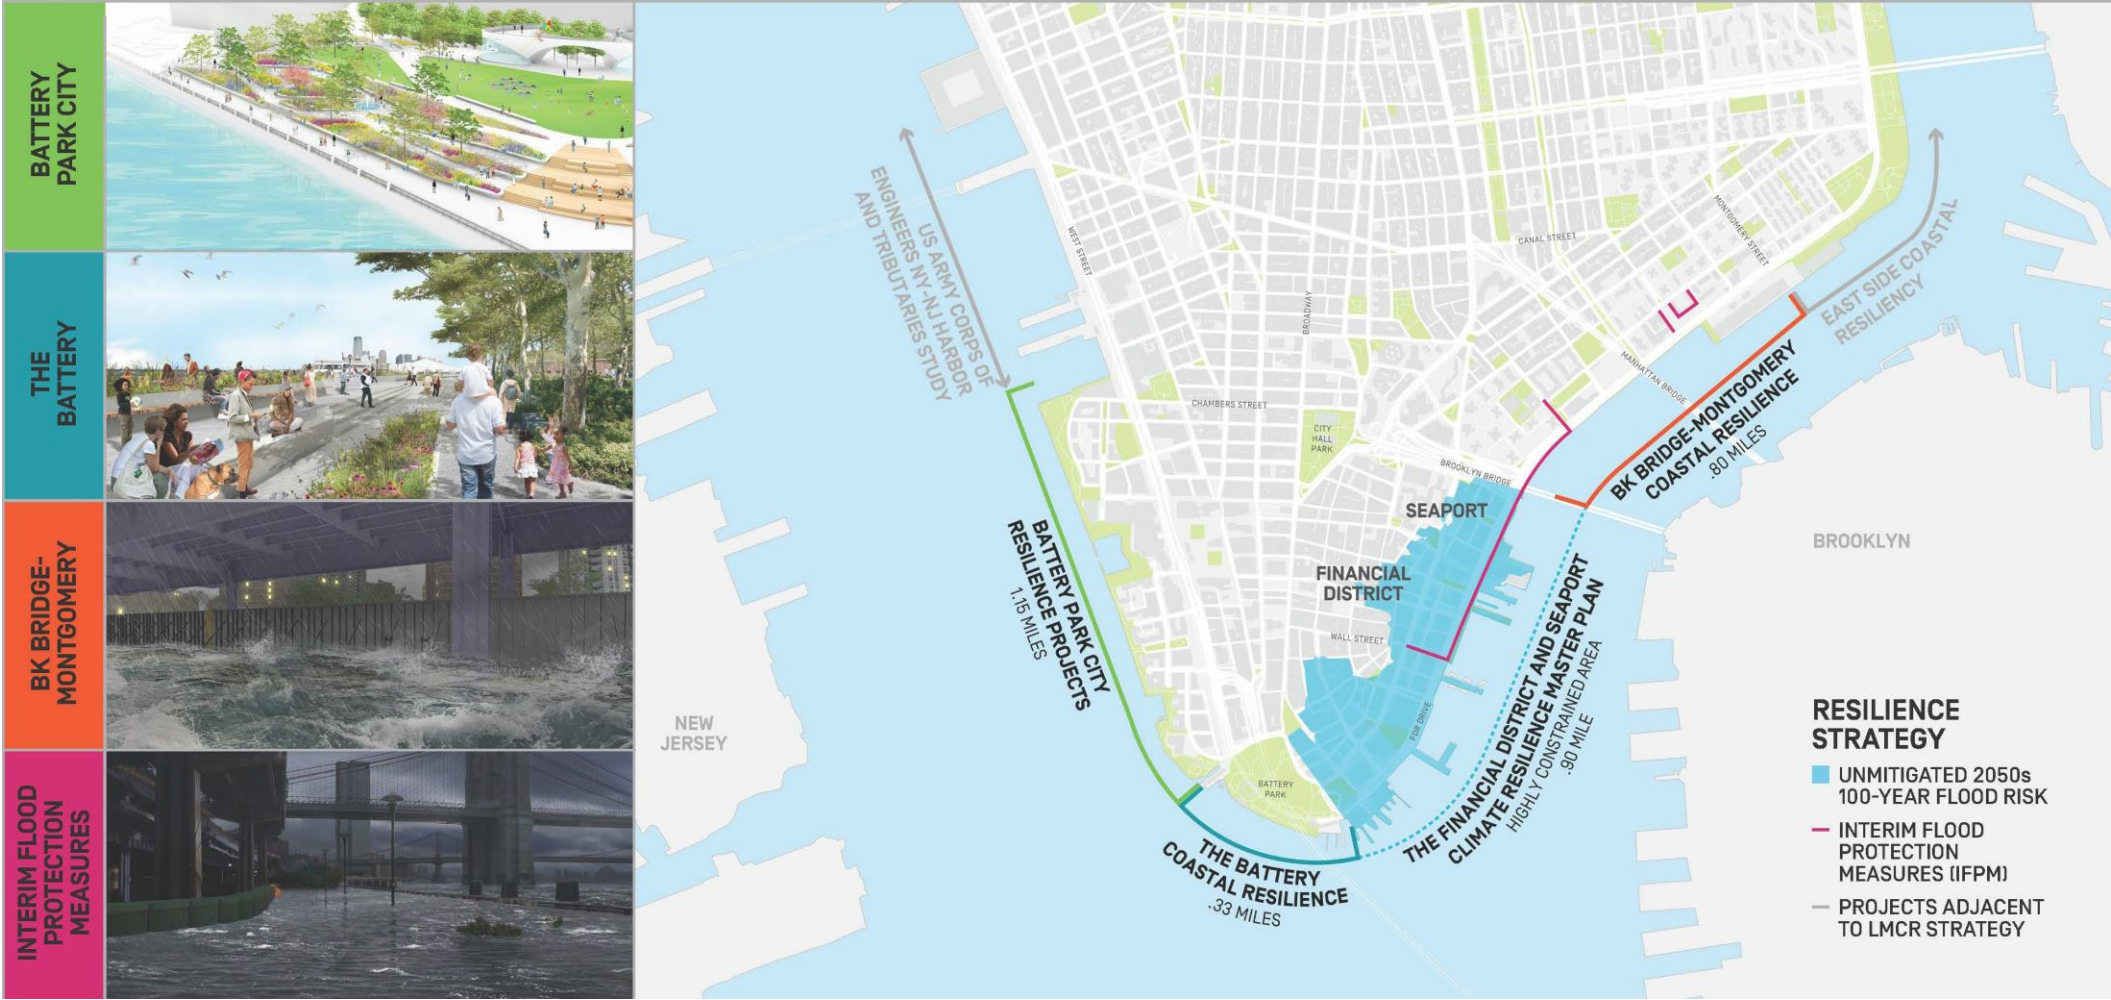 BATTERY
PARK CITY
THE
BATTERY
BK BRIDGE-
MONTGOMERY
INTERIM FLOOD
PROTECTION
MEASURES
US ARMY CORPS OF
ENGINEERS NY-NJ HARBOR
AND TRIBUTARIES STUDY
WEST STREET
BROADWAY
CANAL STREET
MONTGOMERY STREET
EAST SIDE COASTAL
RESILIENCY
CHAMBERS STREET
CITY
HALL
PARK
MANHATTAN BRIDGE
BROOKLYN BRIDGE
BK BRIDGE-MONTGOMERY
COASTAL RESILIENCE
.80 MILES
SEAPORT
FINANCIAL
DISTRICT
WALL STREET
FDR DRIVE
BROOKLYN
BATTERY PARK CITY
RESILIENCE PROJECTS
1.15 MILES
NEW
JERSEY
BATTERY
PARK
THE BATTERY
COASTAL RESILIENCE
.33 MILES
THE FINANCIAL DISTRICT AND SEAPORT
CLIMATE RESILIENCE MASTER PLAN
HIGHLY CONSTRAINED AREA
.90 MILE
RESILIENCE
STRATEGY
UNMITIGATED 2050s
100-YEAR FLOOD RISK
INTERIM FLOOD
PROTECTION
MEASURES (IFPM)
PROJECTS ADJACENT
TO LMCR STRATEGY